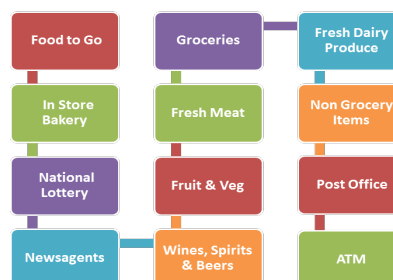 Food to Go
In Store
Bakery
National
Lottery
Newsagents
Wines, Spirits
& Beers
Fruit & Veg
Fresh Meat
Groceries
Fresh Dairy
Produce
Non Grocery
Items
Post Office
ATM